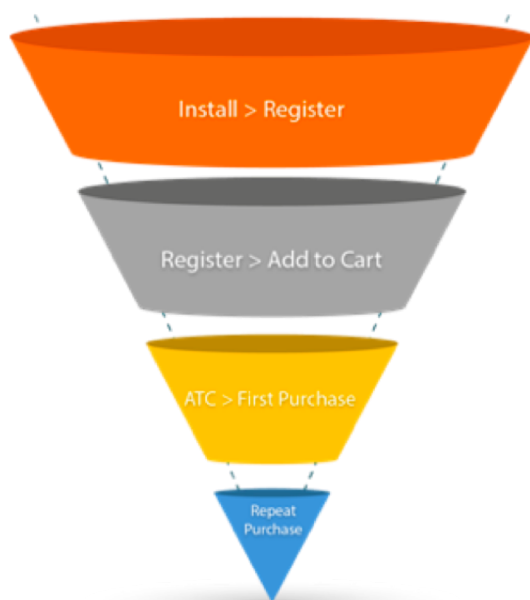 Install > Register
Register > Add to Cart
ATC > First Purchase
Repeat
Purchase